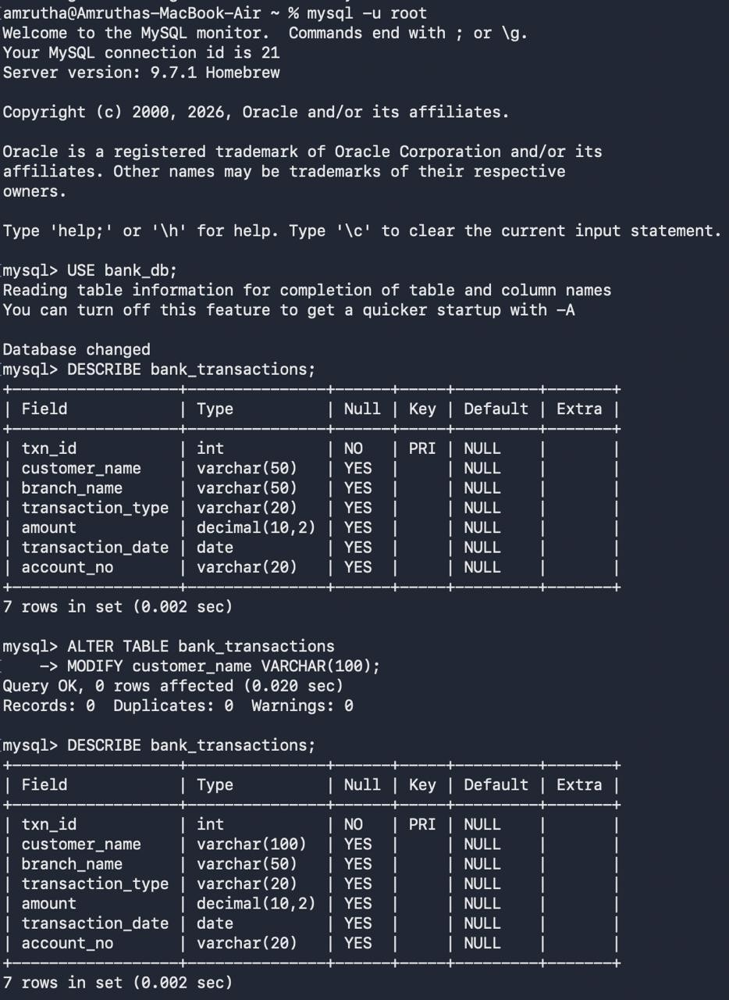 amrutha@Amruthas-MacBook-Air ~ % mysql -u root
Welcome to the MySQL monitor.  Commands end with ; or \g.
Your MySQL connection id is 21
Server version: 9.7.1 Homebrew

Copyright (c) 2000, 2026, Oracle and/or its affiliates.

Oracle is a registered trademark of Oracle Corporation and/or its
affiliates. Other names may be trademarks of their respective
owners.

Type 'help;' or '\h' for help. Type '\c' to clear the current input statement.

mysql> USE bank_db;
Reading table information for completion of table and column names
You can turn off this feature to get a quicker startup with -A

Database changed
mysql> DESCRIBE bank_transactions;
+------------------+---------------+------+-----+---------+-------+
| Field            | Type          | Null | Key | Default | Extra |
+------------------+---------------+------+-----+---------+-------+
| txn_id           | int           | NO   | PRI | NULL    |       |
| customer_name    | varchar(50)   | YES  |     | NULL    |       |
| branch_name      | varchar(50)   | YES  |     | NULL    |       |
| transaction_type | varchar(20)   | YES  |     | NULL    |       |
| amount           | decimal(10,2) | YES  |     | NULL    |       |
| transaction_date | date          | YES  |     | NULL    |       |
| account_no       | varchar(20)   | YES  |     | NULL    |       |
+------------------+---------------+------+-----+---------+-------+
7 rows in set (0.002 sec)

mysql> ALTER TABLE bank_transactions
    -> MODIFY customer_name VARCHAR(100);
Query OK, 0 rows affected (0.020 sec)
Records: 0  Duplicates: 0  Warnings: 0

mysql> DESCRIBE bank_transactions;
+------------------+---------------+------+-----+---------+-------+
| Field            | Type          | Null | Key | Default | Extra |
+------------------+---------------+------+-----+---------+-------+
| txn_id           | int           | NO   | PRI | NULL    |       |
| customer_name    | varchar(100)  | YES  |     | NULL    |       |
| branch_name      | varchar(50)   | YES  |     | NULL    |       |
| transaction_type | varchar(20)   | YES  |     | NULL    |       |
| amount           | decimal(10,2) | YES  |     | NULL    |       |
| transaction_date | date          | YES  |     | NULL    |       |
| account_no       | varchar(20)   | YES  |     | NULL    |       |
+------------------+---------------+------+-----+---------+-------+
7 rows in set (0.002 sec)